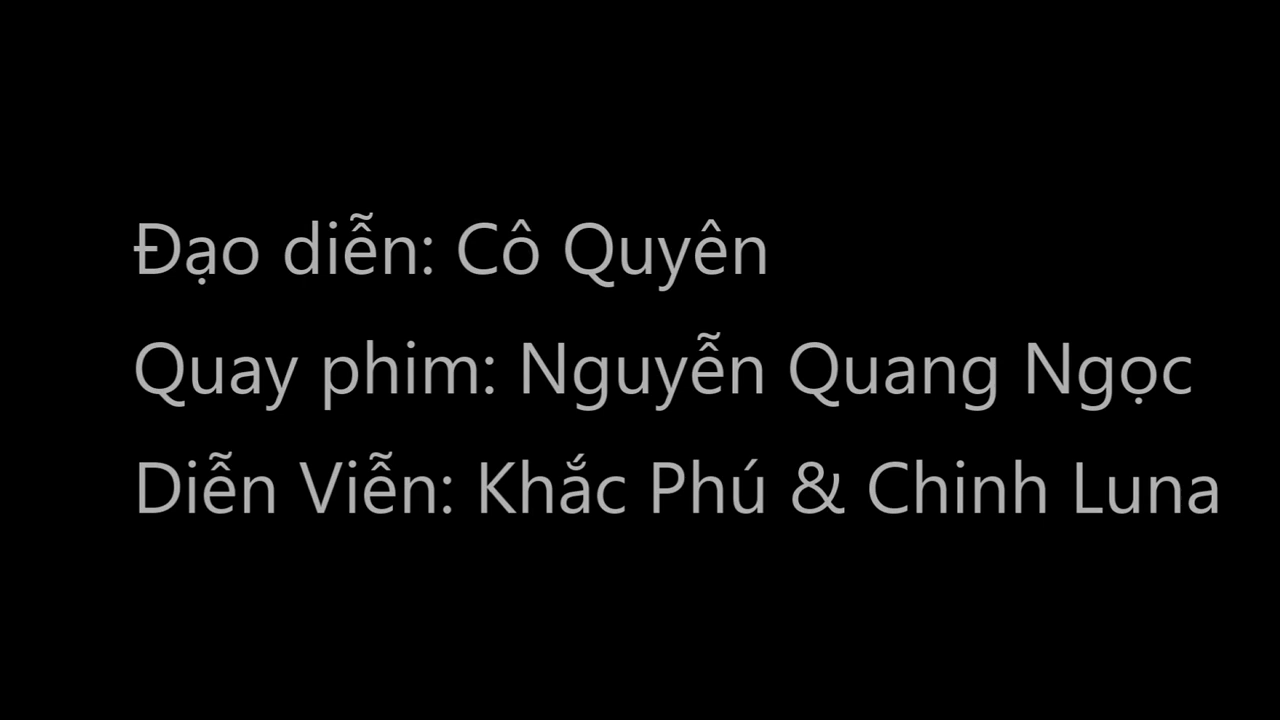 Đạo diễn: Cô Quyên
Quay phim: Nguyễn Quang Ngọc
Diễn Viễn: Khắc Phú & Chinh Luna